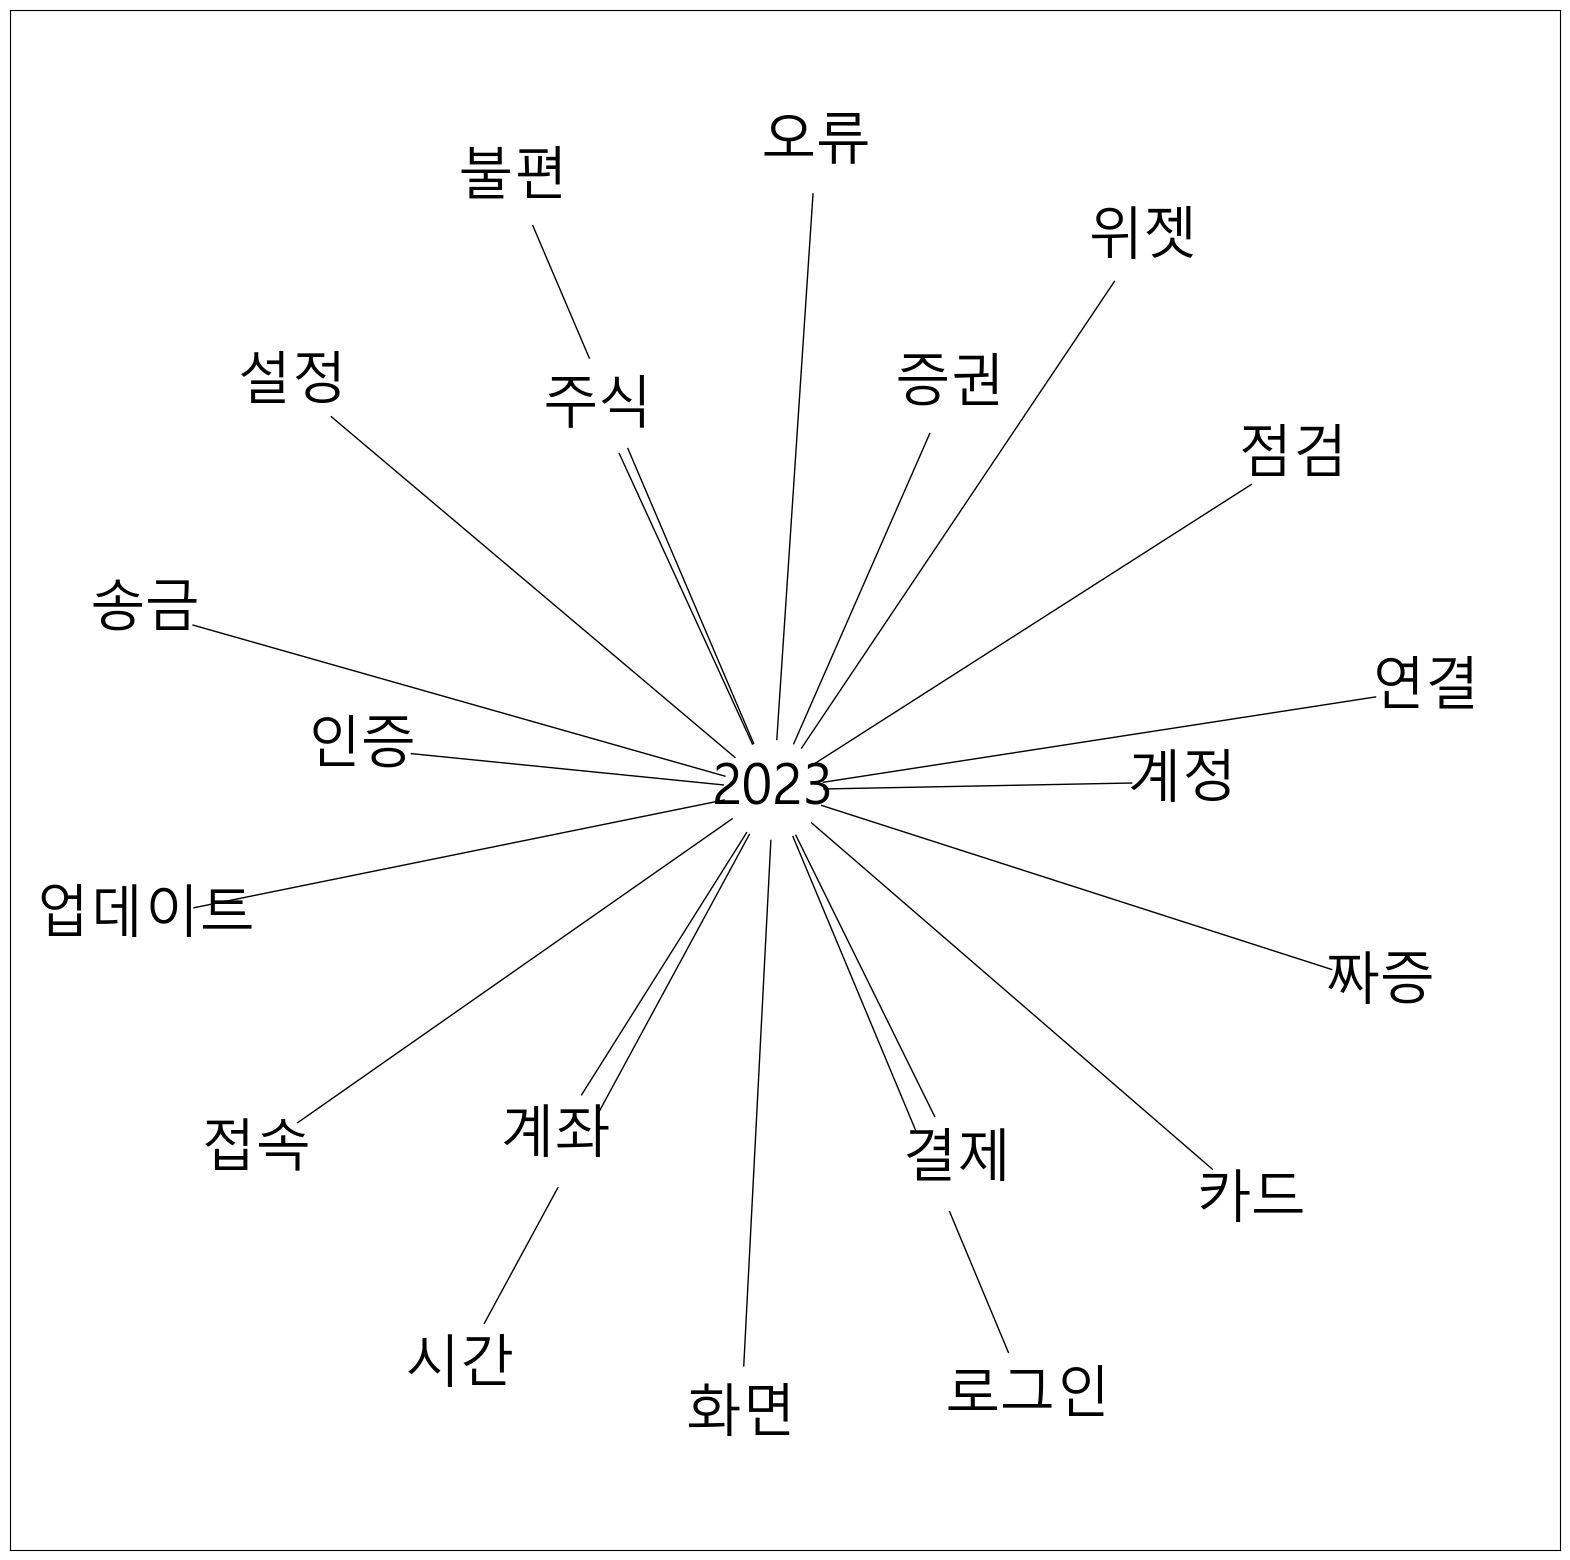 오류
불편
위젯
설정
증권
주식
점검
송금
연결
인증
계정
2023
업데이트
짜증
계좌
접속
결제
카드
시간
로그인
화면